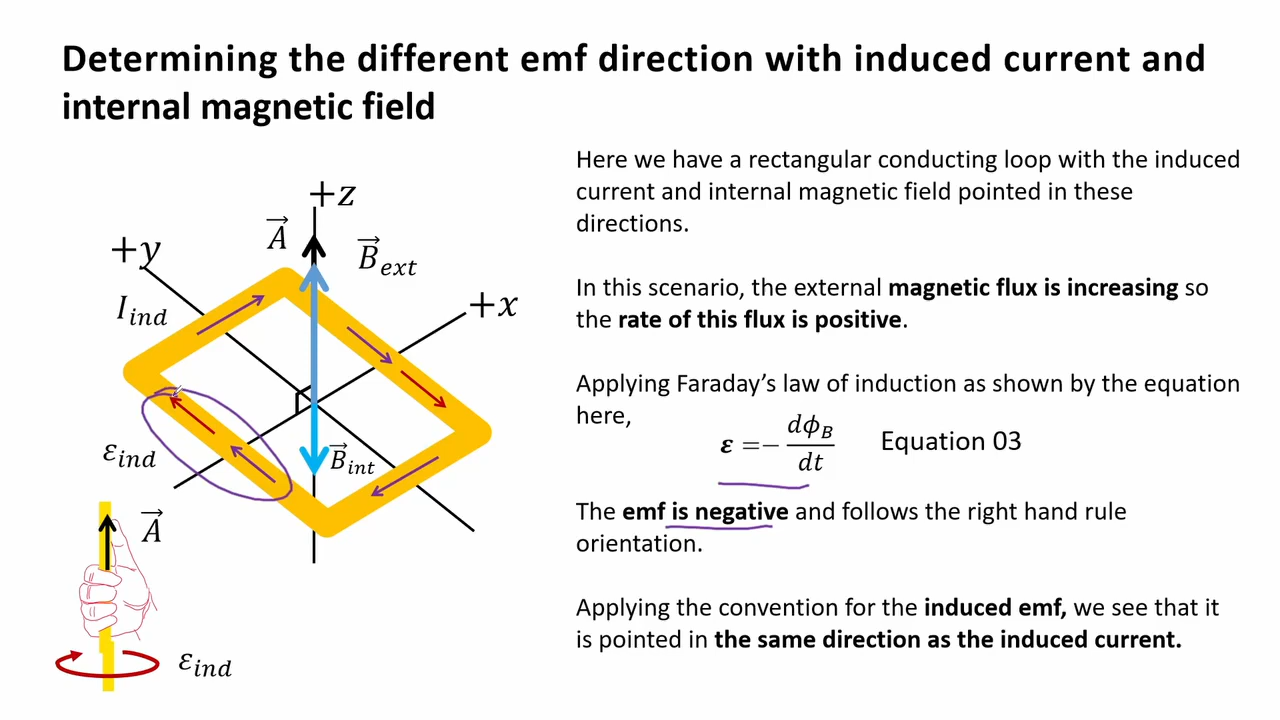 Determining the different emf direction with induced current and
internal magnetic field
Here we have a rectangular conducting loop with the induced
current and internal magnetic field pointed in these
directions.
In this scenario, the external magnetic flux is increasing so
the rate of this flux is positive.
Applying Faraday's law of induction as shown by the equation
here,
ε = − dϕ_B / dt
Equation 03
The emf is negative and follows the right hand rule
orientation.
Applying the convention for the induced emf, we see that it
is pointed in the same direction as the induced current.
+z
A⃗
B⃗_ext
+y
+x
I_ind
B⃗_int
ε_ind
A⃗
ε_ind